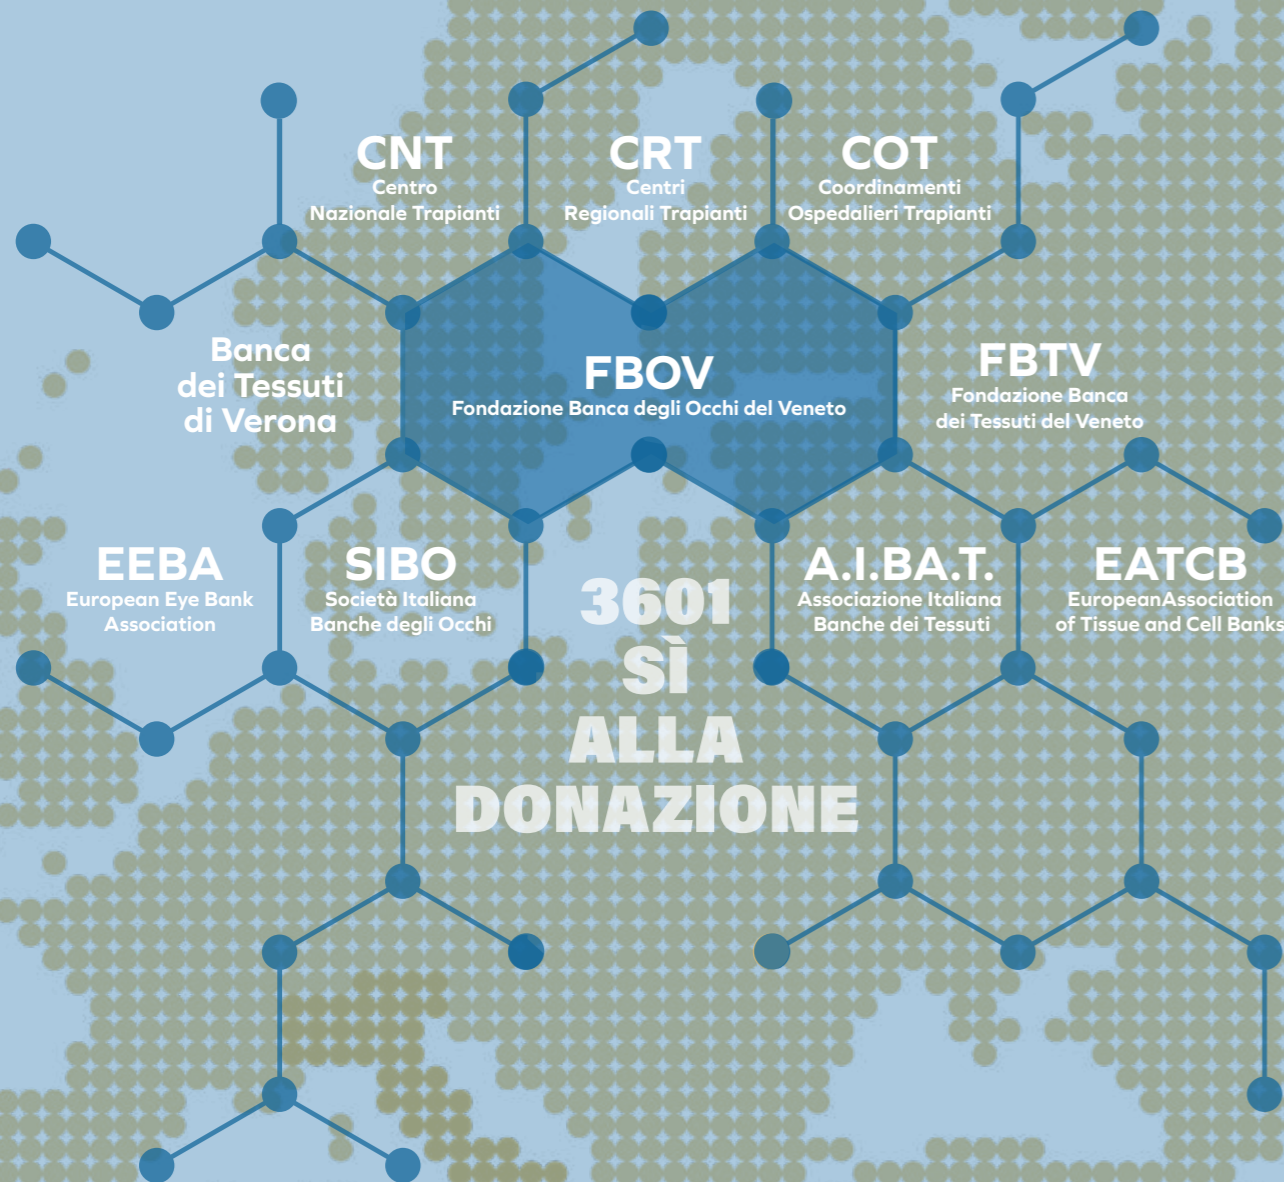 CNT
Centro
Nazionale Trapianti
CRT
Centri
Regionali Trapianti
COT
Coordinamenti
Ospedalieri Trapianti
Banca
dei Tessuti
di Verona
FBOV
Fondazione Banca degli Occhi del Veneto
FBTV
Fondazione Banca
dei Tessuti del Veneto
EEBA
European Eye Bank
Association
SIBO
Società Italiana
Banche degli Occhi
3601
SÌ
ALLA
DONAZIONE
A.I.BA.T.
Associazione Italiana
Banche dei Tessuti
EATCB
EuropeanAssociation
of Tissue and Cell Banks